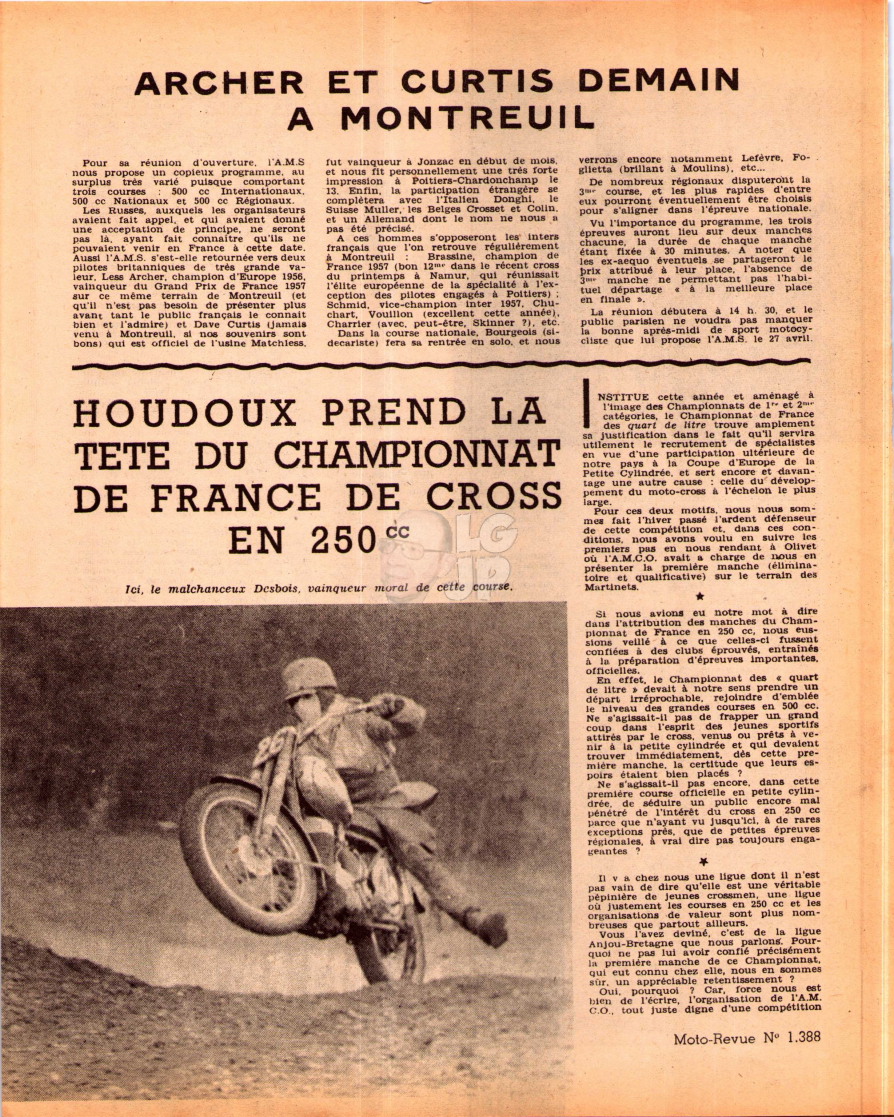 ARCHER ET CURTIS DEMAIN
A MONTREUIL
Pour sa réunion d'ouverture, l'A.M.S
nous propose un copieux programme, au
surplus très varié puisque comportant
trois courses : 500 cc Internationaux,
500 cc Nationaux et 500 cc Régionaux.
Les Russes, auxquels les organisateurs
avaient fait appel, et qui avaient donné
une acceptation de principe, ne seront
pas là, ayant fait connaître qu'ils ne
pouvaient venir en France à cette date.
Aussi l'A.M.S. s'est-elle retournée vers deux
pilotes britanniques de très grande va-
leur, Less Archer, champion d'Europe 1956,
vainqueur du Grand Prix de France 1957
sur ce même terrain de Montreuil (et
qu'il n'est pas besoin de présenter plus
avant tant le public français le connait
bien et l'admire) et Dave Curtis (jamais
venu à Montreuil, si nos souvenirs sont
bons) qui est officiel de l'usine Matchless,
fut vainqueur à Jonzac en début de mois,
et nous fit personnellement une très forte
impression à Poitiers-Chardonchamp le
13. Enfin, la participation étrangère se
complétera avec l'Italien Donghi, le
Suisse Muller, les Belges Crosset et Colin,
et un Allemand dont le nom ne nous a
pas été précisé.
A ces hommes s'opposeront les inters
français que l'on retrouve régulièrement
à Montreuil : Brassine, champion de
France 1957 (bon 12me dans le récent cross
du printemps à Namur, qui réunissait
l'élite européenne de la spécialité à l'ex-
ception des pilotes engagés à Poitiers) ;
Schmid, vice-champion inter 1957, Chu-
chart, Vouillon (excellent cette année),
Charrier (avec, peut-être, Skinner ?), etc.
Dans la course nationale, Bourgeois (si-
decariste) fera sa rentrée en solo, et nous
verrons encore notamment Lefèvre, Fo-
glietta (brillant à Moulins), etc...
De nombreux régionaux disputeront la
3me course, et les plus rapides d'entre
eux pourront éventuellement être choisis
pour s'aligner dans l'épreuve nationale.
Vu l'importance du programme, les trois
épreuves auront lieu sur deux manches
chacune, la durée de chaque manche
étant fixée à 30 minutes. A noter que
les ex-aequo éventuels se partageront le
prix attribué à leur place, l'absence de
3me manche ne permettant pas l'habi-
tuel départage « à la meilleure place
en finale ».
La réunion débutera à 14 h. 30, et le
public parisien ne voudra pas manquer
la bonne après-midi de sport motocy-
cliste que lui propose l'A.M.S. le 27 avril.
HOUDOUX PREND LA
TETE DU CHAMPIONNAT
DE FRANCE DE CROSS
EN 250 cc
LG
UP
Ici, le malchanceux Desbois, vainqueur moral de cette course.
INSTITUE cette année et aménagé à
l'image des Championnats de 1re et 2me
catégories, le Championnat de France
des quart de litre trouve amplement
sa justification dans le fait qu'il servira
utilement le recrutement de spécialistes
en vue d'une participation ultérieure de
notre pays à la Coupe d'Europe de la
Petite Cylindrée, et sert encore et davan-
tage une autre cause : celle du dévelop-
pement du moto-cross à l'échelon le plus
large.
Pour ces deux motifs, nous nous som-
mes fait l'hiver passé l'ardent défenseur
de cette compétition et, dans ces con-
ditions, nous avons voulu en suivre les
premiers pas en nous rendant à Olivet
où l'A.M.C.O. avait a charge de nous en
présenter la première manche (élimina-
toire et qualificative) sur le terrain des
Martinets.
★
Si nous avions eu notre mot à dire
dans l'attribution des manches du Cham-
pionnat de France en 250 cc, nous eus-
sions veillé à ce que celles-ci fussent
confiées à des clubs éprouvés, entraînés
à la préparation d'épreuves importantes,
officielles.
En effet, le Championnat des « quart
de litre » devait à notre sens prendre un
départ irréprochable, rejoindre d'emblée
le niveau des grandes courses en 500 cc.
Ne s'agissait-il pas de frapper un grand
coup dans l'esprit des jeunes sportifs
attirés par le cross, venus ou prêts à ve-
nir à la petite cylindrée et qui devaient
trouver immédiatement, dès cette pre-
mière manche, la certitude que leurs es-
poirs étaient bien placés ?
Ne s'agissait-il pas encore, dans cette
première course officielle en petite cylin-
drée, de séduire un public encore mal
pénétré de l'intérêt du cross en 250 cc
parce que n'ayant vu jusqu'ici, à de rares
exceptions près, que de petites épreuves
régionales, à vrai dire pas toujours enga-
geantes ?
★
Il y a chez nous une ligue dont il n'est
pas vain de dire qu'elle est une véritable
pépinière de jeunes crossmen, une ligue
où justement les courses en 250 cc et les
organisations de valeur sont plus nom-
breuses que partout ailleurs.
Vous l'avez deviné, c'est de la ligue
Anjou-Bretagne que nous parlons. Pour-
quoi ne pas lui avoir confié précisément
la première manche de ce Championnat,
qui eut connu chez elle, nous en sommes
sûr, un appréciable retentissement ?
Oui, pourquoi ? Car, force nous est
bien de l'écrire, l'organisation de l'A.M.
C.O., tout juste digne d'une compétition
Moto-Revue No 1.388